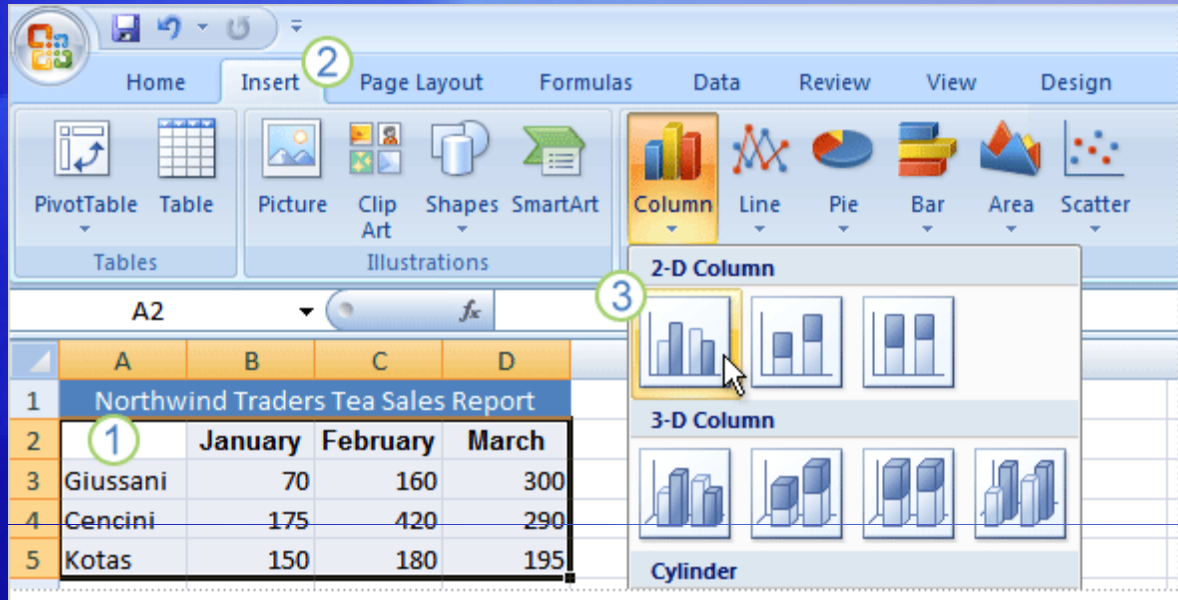 2
Home Insert Page Layout Formulas Data Review View Design
PivotTable Table Picture Clip Art Shapes SmartArt Column Line Pie Bar Area Scatter
Tables Illustrations
2-D Column
3
A2 fx
A B C D
1 Northwind Traders Tea Sales Report
3-D Column
2 1 January February March
3 Giussani 70 160 300
4 Cencini 175 420 290
5 Kotas 150 180 195
Cylinder